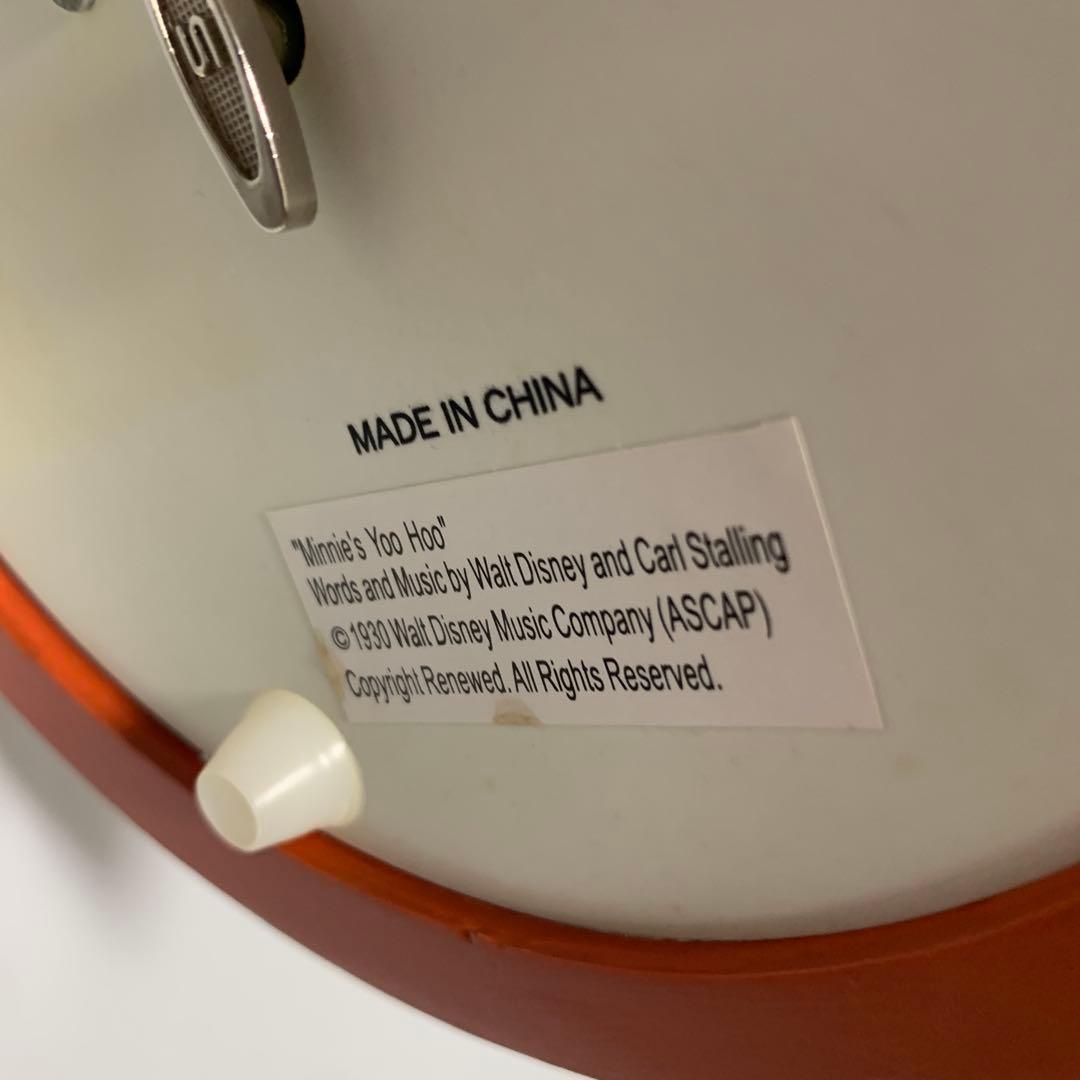 S
MADE IN CHINA
"Minnie's Yoo Hoo"
Words and Music by Walt Disney and Carl Stalling
© 1930 Walt Disney Music Company (ASCAP)
Copyright Renewed. All Rights Reserved.